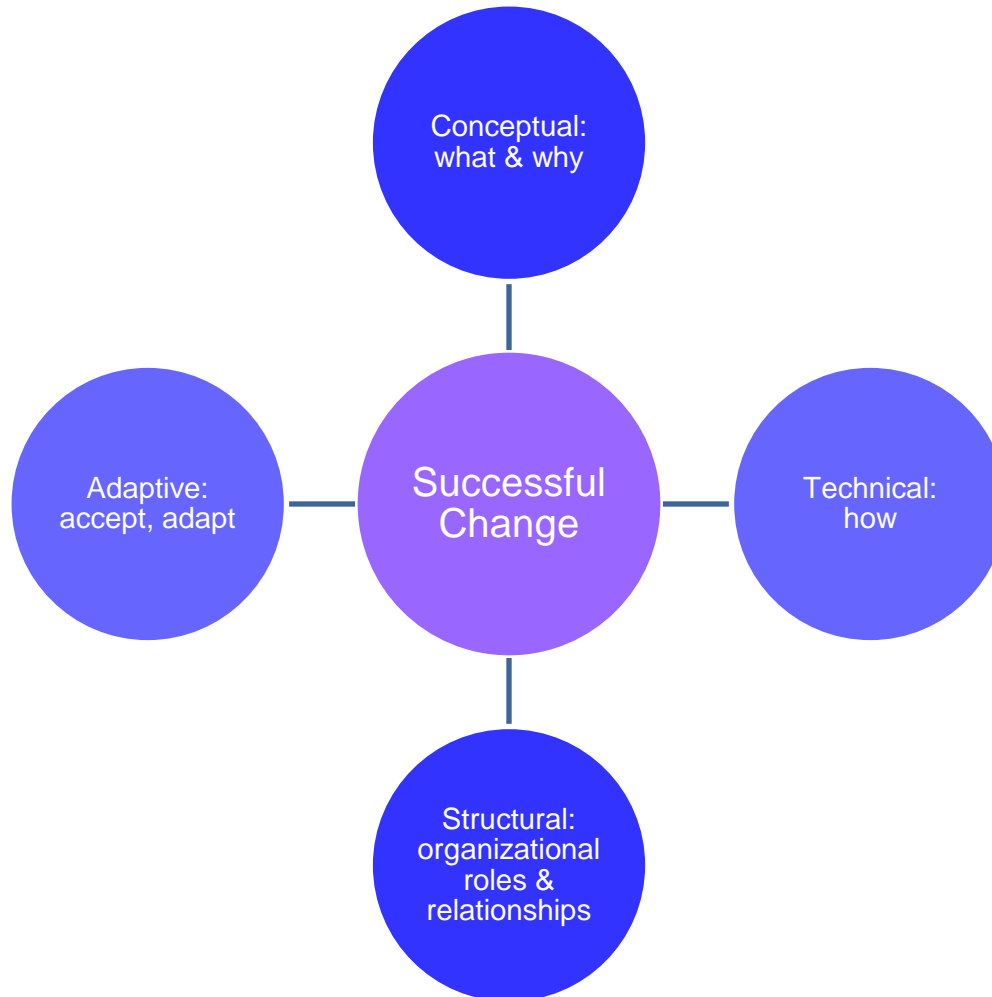 Conceptual:
what & why
Adaptive:
accept, adapt
Successful
Change
Technical:
how
Structural:
organizational
roles &
relationships